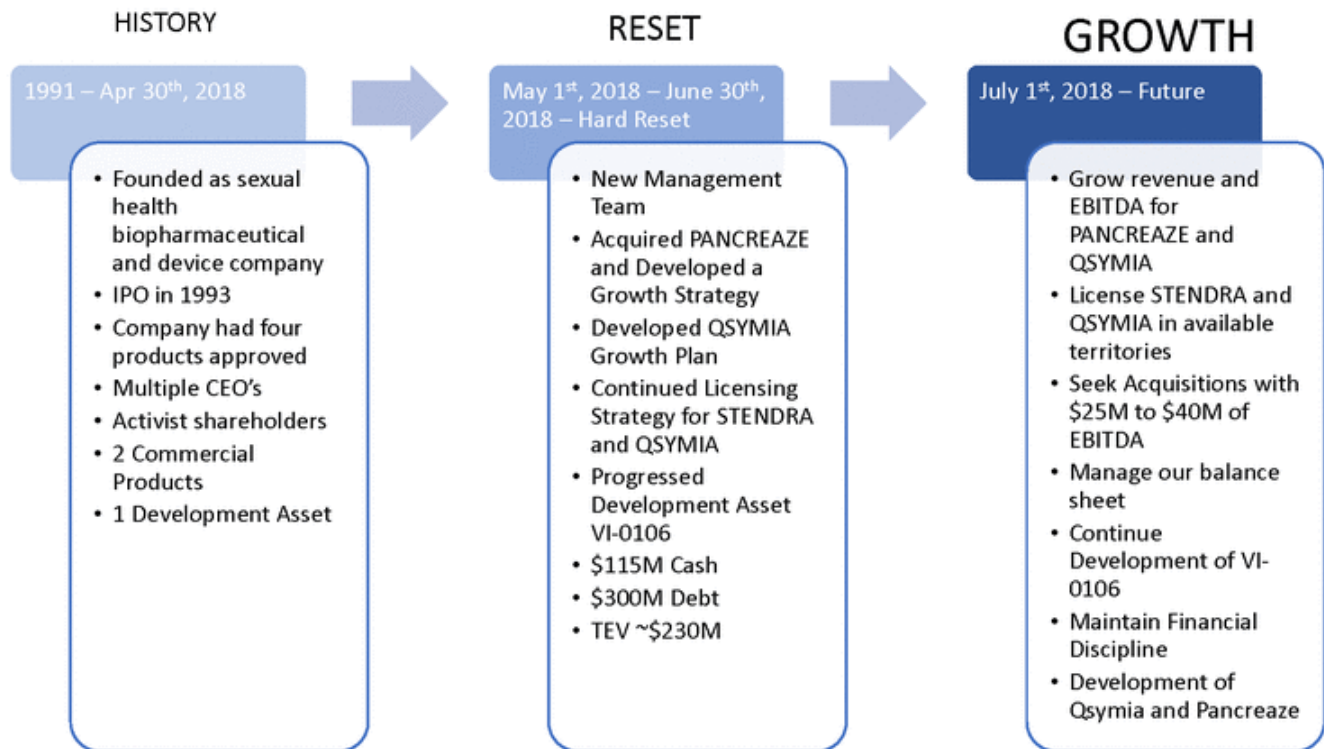 HISTORY
1991 – Apr 30th, 2018
• Founded as sexual
health
biopharmaceutical
and device company
• IPO in 1993
• Company had four
products approved
• Multiple CEO's
• Activist shareholders
• 2 Commercial
Products
• 1 Development Asset
RESET
May 1st, 2018 – June 30th,
2018 – Hard Reset
• New Management
Team
• Acquired PANCREAZE
and Developed a
Growth Strategy
• Developed QSYMIA
Growth Plan
• Continued Licensing
Strategy for STENDRA
and QSYMIA
• Progressed
Development Asset
VI-0106
• $115M Cash
• $300M Debt
• TEV ~$230M
GROWTH
July 1st, 2018 – Future
• Grow revenue and
EBITDA for
PANCREAZE and
QSYMIA
• License STENDRA and
QSYMIA in available
territories
• Seek Acquisitions with
$25M to $40M of
EBITDA
• Manage our balance
sheet
• Continue
Development of VI-
0106
• Maintain Financial
Discipline
• Development of
Qsymia and Pancreaze